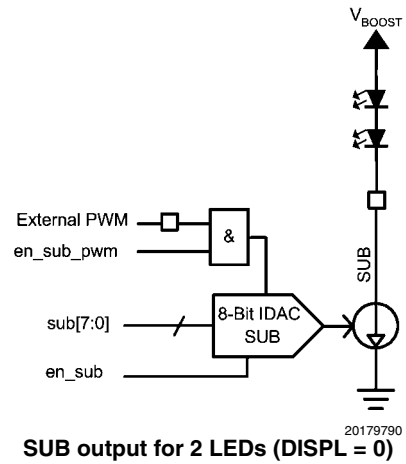 VBOOST
External PWM
en_sub_pwm
&
SUB
sub[7:0]
8-Bit IDAC
SUB
en_sub
20179790
SUB output for 2 LEDs (DISPL = 0)